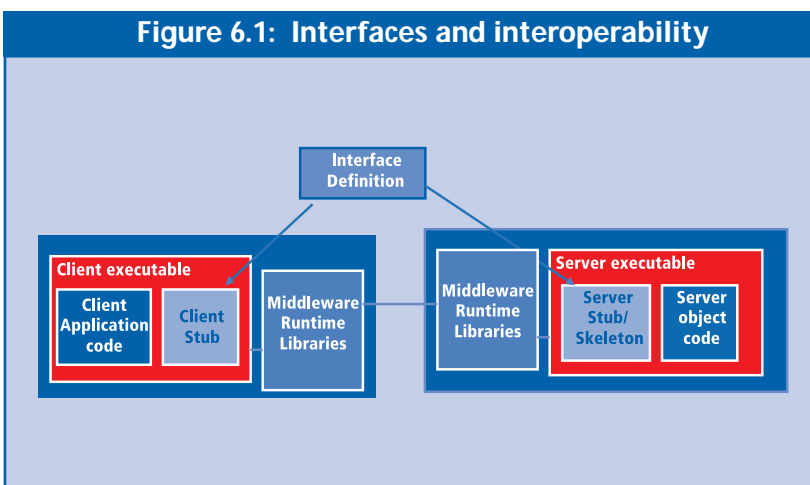 Figure 6.1: Interfaces and interoperability
Interface
Definition
Client executable
Client
Application
code
Client
Stub
Middleware
Runtime
Libraries
Middleware
Runtime
Libraries
Server executable
Server
Stub/
Skeleton
Server
object
code